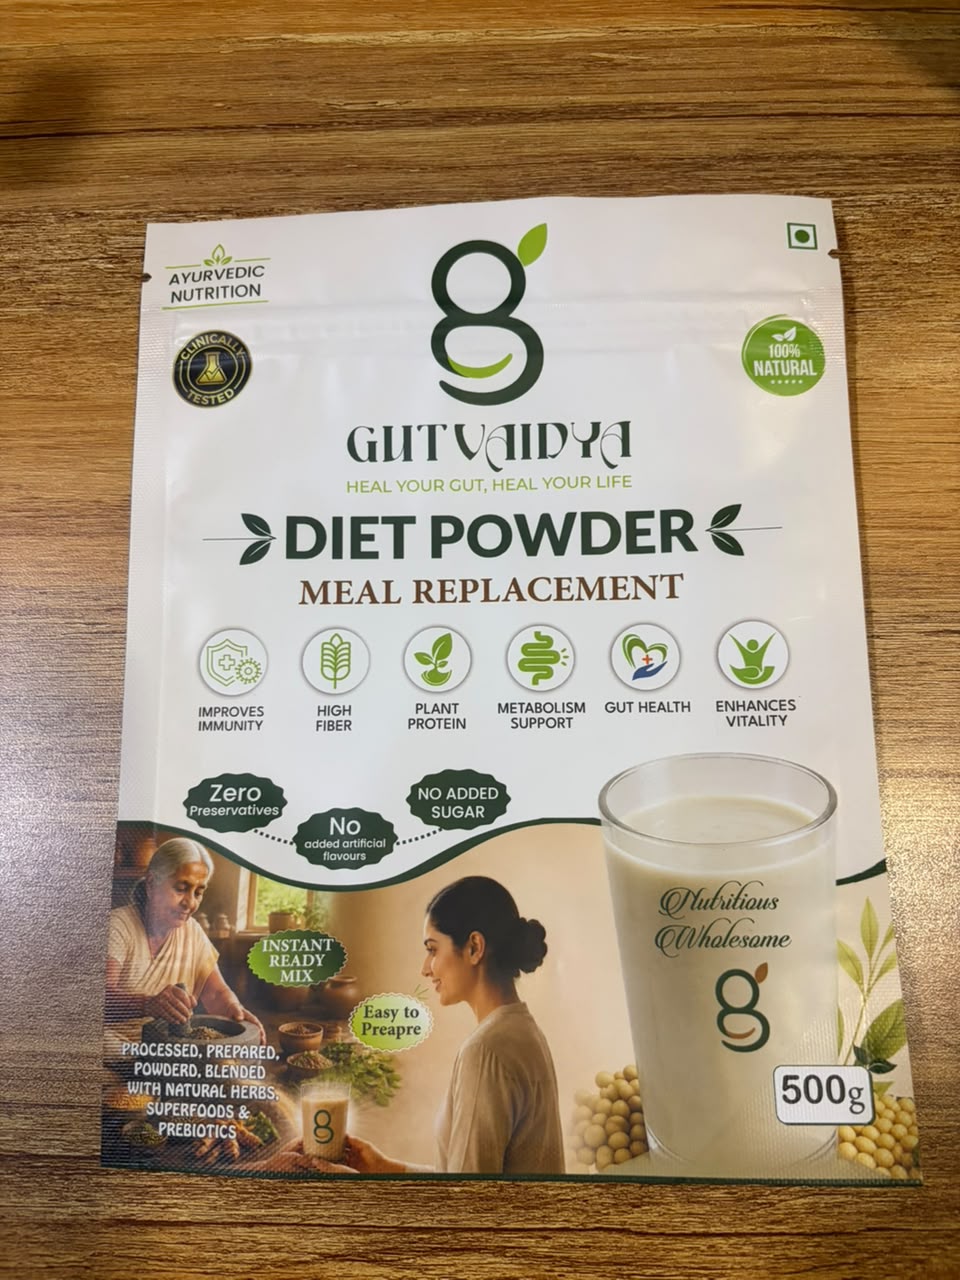 AYURVEDIC
NUTRITION
CLINICALLY
TESTED
100%
NATURAL
GUTVAIDYA
HEAL YOUR GUT, HEAL YOUR LIFE
DIET POWDER
MEAL REPLACEMENT
IMPROVES
IMMUNITY
HIGH
FIBER
PLANT
PROTEIN
METABOLISM
SUPPORT
GUT HEALTH
ENHANCES
VITALITY
Zero
Preservatives
No
added artificial
flavours
NO ADDED
SUGAR
INSTANT
READY
MIX
Easy to
Preapre
PROCESSED, PREPARED,
POWDERD, BLENDED
WITH NATURAL HERBS,
SUPERFOODS &
PREBIOTICS
Nutritious
Wholesome
500g